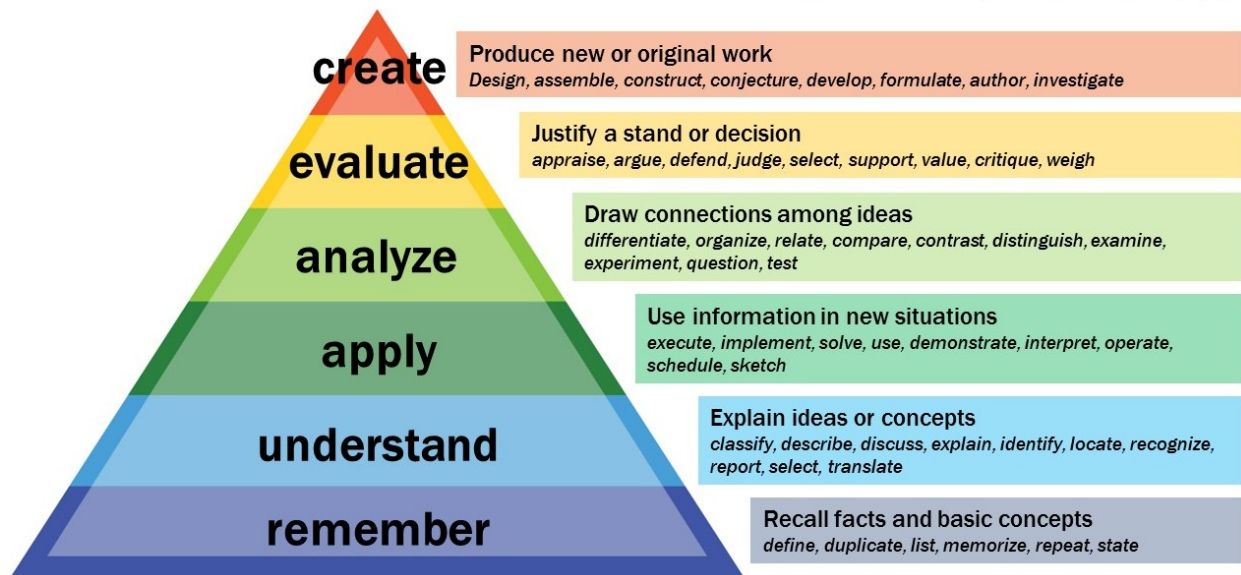 create
Produce new or original work
Design, assemble, construct, conjecture, develop, formulate, author, investigate
evaluate
Justify a stand or decision
appraise, argue, defend, judge, select, support, value, critique, weigh
analyze
Draw connections among ideas
differentiate, organize, relate, compare, contrast, distinguish, examine,
experiment, question, test
apply
Use information in new situations
execute, implement, solve, use, demonstrate, interpret, operate,
schedule, sketch
understand
Explain ideas or concepts
classify, describe, discuss, explain, identify, locate, recognize,
report, select, translate
remember
Recall facts and basic concepts
define, duplicate, list, memorize, repeat, state